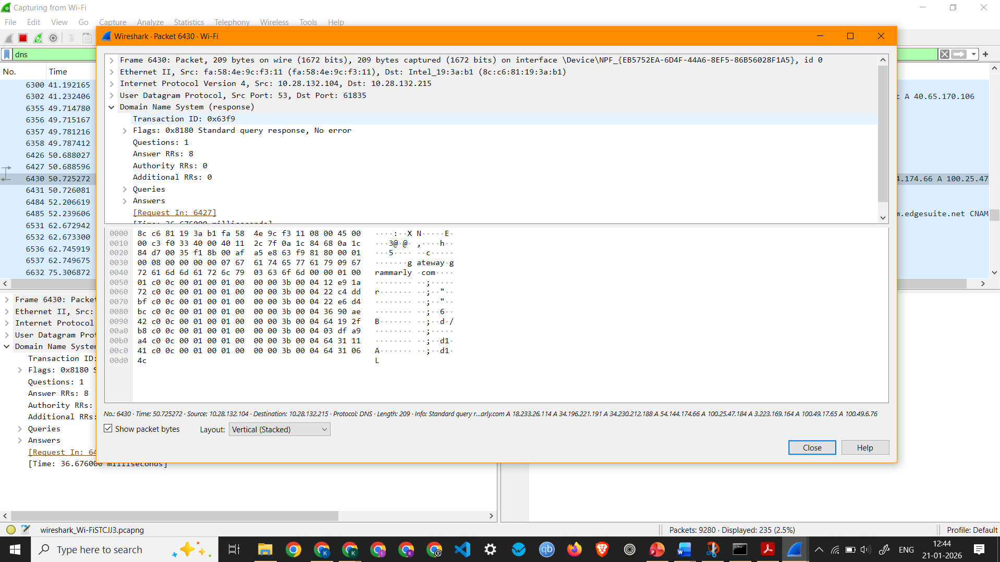 Capturing from Wi-Fi
File Edit View Go Capture Analyze Statistics Telephony Wireless Tools Help
Wireshark · Packet 6430 · Wi-Fi
dns
No. Time
6300 41.192165
6302 41.232406
6355 49.714780
6356 49.715167
6357 49.781216
6358 49.787412
6426 50.688027
6427 50.688596
6430 50.725272
6431 50.726081
6484 52.206619
6485 52.239606
6531 62.672942
6532 62.673300
6536 62.745919
6537 62.749675
6632 75.306872
t A 40.65.170.106
4.174.66 A 100.25.47
m.edgesuite.net CNAM
Frame 6430: Packet, 209 bytes on wire (1672 bits), 209 bytes captured (1672 bits) on interface \Device\NPF_{EB5752EA-6D4F-44A6-8EF5-86B56028F1A5}, id 0
Ethernet II, Src: fa:58:4e:9c:f3:11 (fa:58:4e:9c:f3:11), Dst: Intel_19:3a:b1 (8c:c6:81:19:3a:b1)
Internet Protocol Version 4, Src: 10.28.132.104, Dst: 10.28.132.215
User Datagram Protocol, Src Port: 53, Dst Port: 61835
Domain Name System (response)
Transaction ID: 0x63f9
Flags: 0x8180 Standard query response, No error
Questions: 1
Answer RRs: 8
Authority RRs: 0
Additional RRs: 0
Queries
Answers
[Request In: 6427]
[Time: 36.676000 milliseconds]
0000 8c c6 81 19 3a b1 fa 58 4e 9c f3 11 08 00 45 00 ····:··X N·····E·
0010 00 c3 f0 33 40 00 40 11 2c 7f 0a 1c 84 68 0a 1c ···3@·@· ,····h··
0020 84 d7 00 35 f1 8b 00 af a5 e8 63 f9 81 80 00 01 ···5···· ··c·····
0030 00 08 00 00 00 00 07 67 61 74 65 77 61 79 09 67 ·······g ateway·g
0040 72 61 6d 6d 61 72 6c 79 03 63 6f 6d 00 00 01 00 rammarly ·com····
0050 01 c0 0c 00 01 00 01 00 00 00 3b 00 04 12 e9 1a ········ ··;·····
0060 72 c0 0c 00 01 00 01 00 00 00 3b 00 04 22 c4 dd r······· ··;··"··
0070 bf c0 0c 00 01 00 01 00 00 00 3b 00 04 22 e6 d4 ········ ··;··"··
0080 bc c0 0c 00 01 00 01 00 00 00 3b 00 04 36 90 ae ········ ··;··6··
0090 42 c0 0c 00 01 00 01 00 00 00 3b 00 04 64 19 2f B······· ··;··d·/
00a0 b8 c0 0c 00 01 00 01 00 00 00 3b 00 04 03 df a9 ········ ··;·····
00b0 a4 c0 0c 00 01 00 01 00 00 00 3b 00 04 64 31 11 ········ ··;··d1·
00c0 41 c0 0c 00 01 00 01 00 00 00 3b 00 04 64 31 06 A······· ··;··d1·
00d0 4c L
No.: 6430 · Time: 50.725272 · Source: 10.28.132.104 · Destination: 10.28.132.215 · Protocol: DNS · Length: 209 · Info: Standard query r...arly.com A 18.233.26.114 A 34.196.221.191 A 34.230.212.188 A 54.144.174.66 A 100.25.47.184 A 3.223.169.164 A 100.49.17.65 A 100.49.6.76
Show packet bytes Layout: Vertical (Stacked)
Close Help
Frame 6430: Packet
Ethernet II, Src:
Internet Protocol
User Datagram Prot
Domain Name System
Transaction ID:
Flags: 0x8180 S
Questions: 1
Answer RRs: 8
Authority RRs:
Additional RRs:
Queries
Answers
[Request In: 64
[Time: 36.676000 milliseconds]
wireshark_Wi-FiSTCJJ3.pcapng Packets: 9280 · Displayed: 235 (2.5%) Profile: Default
Type here to search
ENG
12:44
21-01-2026